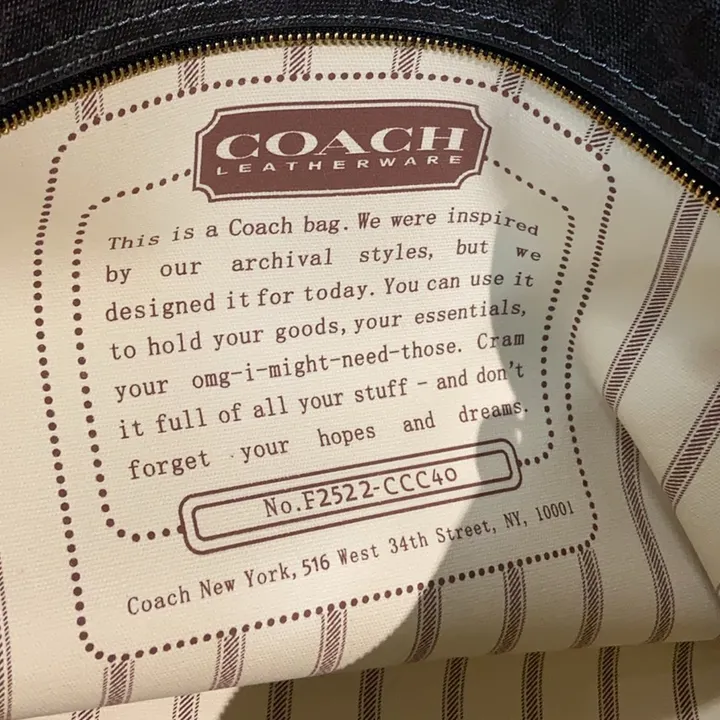 COACH
LEATHERWARE
This is a Coach bag. We were inspired
by our archival styles, but we
designed it for today. You can use it
to hold your goods, your essentials,
your omg-i-might-need-those. Cram
it full of all your stuff – and don't
forget your hopes and dreams.
No.F2522-CCC40
Coach New York, 516 West 34th Street, NY, 10001